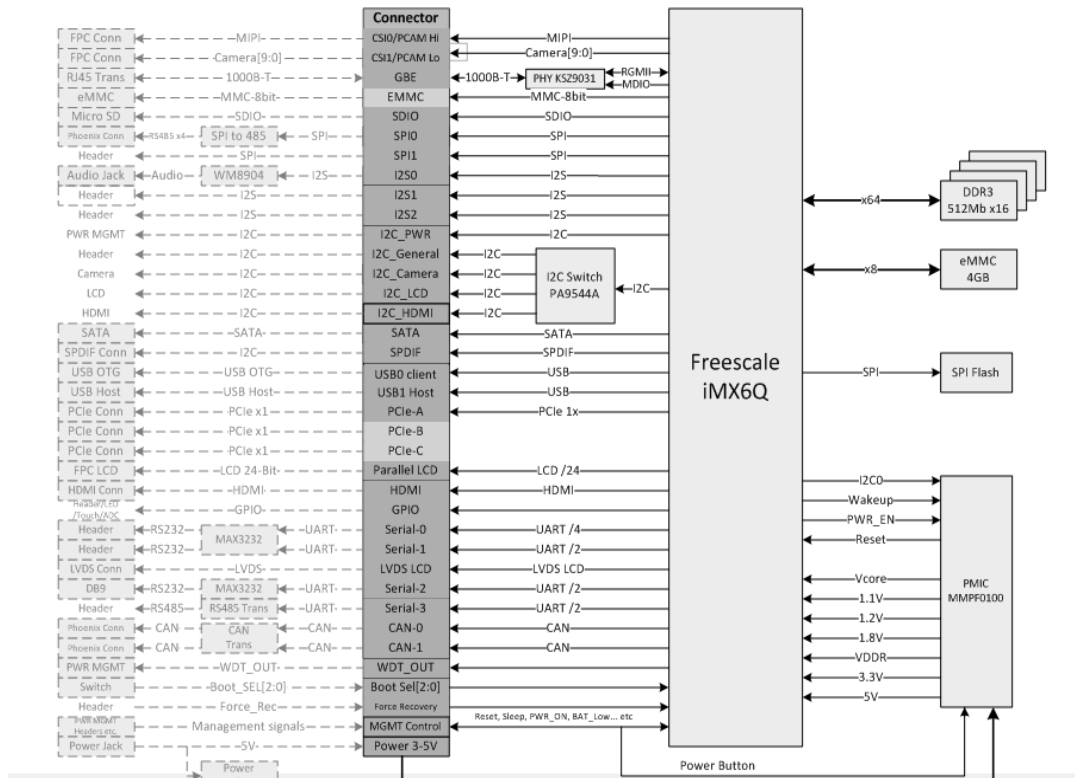 Connector
FPC Conn MIPI CSI0/PCAM Hi MIPI
FPC Conn Camera[9:0] CSI1/PCAM Lo Camera[9:0]
RJ45 Trans 1000B-T GBE 1000B-T PHY KSZ9031 RGMII
MDIO
eMMC MMC-8bit EMMC MMC-8bit
Micro SD SDIO SDIO SDIO
Phoenix Conn RS485 x4 SPI to 485 SPI SPI0 SPI
Header SPI SPI1 SPI
Audio Jack Audio WM8904 I2S I2S0 I2S
Header I2S I2S1 I2S
Header I2S I2S2 I2S
PWR MGMT I2C I2C_PWR I2C
Header I2C I2C_General I2C
Camera I2C I2C_Camera I2C
LCD I2C I2C_LCD I2C
HDMI I2C I2C_HDMI I2C
I2C Switch
PA9544A
I2C
SATA SATA SATA SATA
SPDIF Conn I2C SPDIF SPDIF
USB OTG USB OTG USB0 client USB
USB Host USB Host USB1 Host USB
PCIe Conn PCIe x1 PCIe-A PCIe 1x
PCIe Conn PCIe x1 PCIe-B
PCIe Conn PCIe x1 PCIe-C
FPC LCD LCD 24-Bit Parallel LCD LCD /24
HDMI Conn HDMI HDMI HDMI
Header/LED
/Touch/ADC
GPIO GPIO GPIO
Header RS232 UART Serial-0 UART /4
MAX3232
Header RS232 UART Serial-1 UART /2
LVDS Conn LVDS LVDS LCD LVDS LCD
DB9 RS232 MAX3232 UART Serial-2 UART /2
Header RS485 RS485 Trans UART Serial-3 UART /2
Phoenix Conn CAN CAN CAN-0 CAN
CAN
Trans
Phoenix Conn CAN CAN CAN-1 CAN
PWR MGMT WDT_OUT WDT_OUT
Switch Boot_SEL[2:0] Boot Sel[2:0]
Header Force_Rec Force Recovery
PWR MGMT
Headers etc.
Management signals MGMT Control Reset, Sleep, PWR_ON, BAT_Low... etc
Power Jack 5V Power 3-5V
Power
Power Button
Freescale
iMX6Q
x64
DDR3
512Mb x16
x8
eMMC
4GB
SPI SPI Flash
I2C0
Wakeup
PWR_EN
Reset
Vcore
1.1V
1.2V
1.8V
VDDR
3.3V
5V
PMIC
MMPF0100